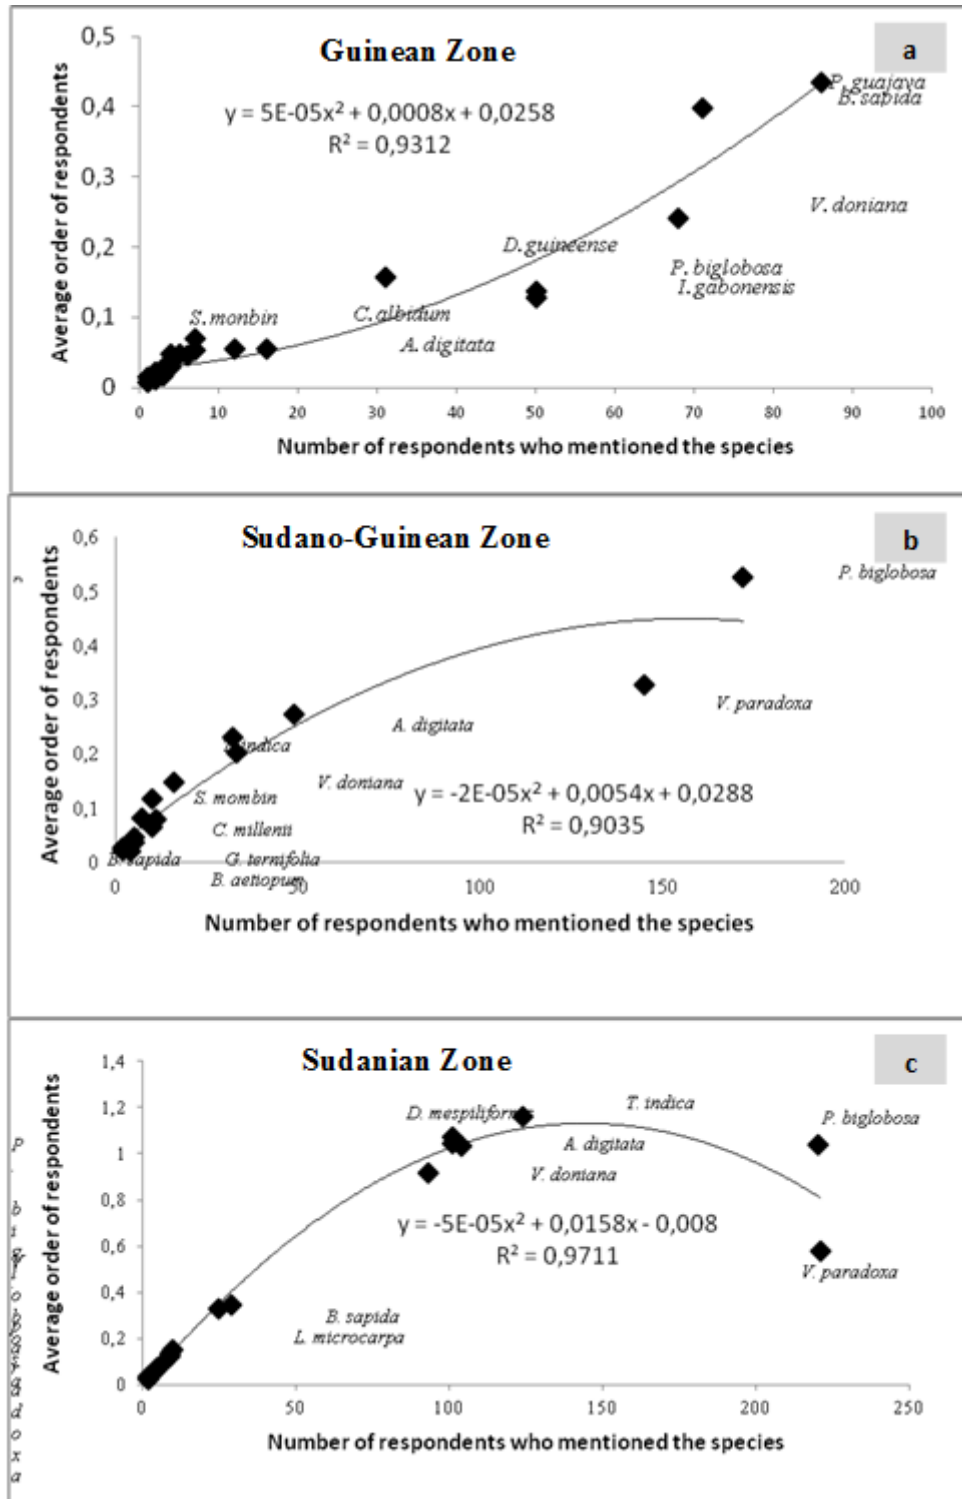 Guinean Zone
a
0,5
0,4
0,3
0,2
0,1
0
Average order of respondents
y = 5E-05x² + 0,0008x + 0,0258
R² = 0,9312
P. guajava
B. sapida
V. doniana
D. guineense
P. biglobosa
I. gabonensis
C. albidum
S. monbin
A. digitata
0 10 20 30 40 50 60 70 80 90 100
Number of respondents who mentioned the species
Sudano-Guinean Zone
b
0,6
0,5
0,4
0,3
0,2
0,1
0
Average order of respondents
P. biglobosa
V. paradoxa
A. digitata
indica
V. doniana
y = -2E-05x² + 0,0054x + 0,0288
R² = 0,9035
S. mombin
C. millenii
B. sapida
G. ternifolia
B. aetiopum
0 50 100 150 200
Number of respondents who mentioned the species
Sudanian Zone
c
1,4
1,2
1
0,8
0,6
0,4
0,2
0
Average order of respondents
T. indica
D. mespiliformis
P. biglobosa
A. digitata
V. doniana
y = -5E-05x² + 0,0158x - 0,008
R² = 0,9711
V. paradoxa
B. sapida
L. microcarpa
0 50 100 150 200 250
Number of respondents who mentioned the species